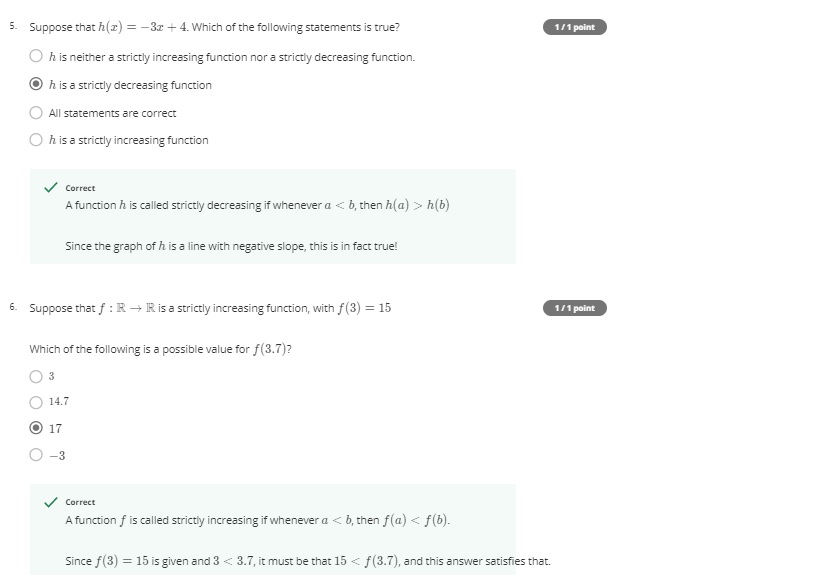 5. Suppose that h(x) = −3x + 4. Which of the following statements is true? 1 / 1 point
h is neither a strictly increasing function nor a strictly decreasing function.
h is a strictly decreasing function
All statements are correct
h is a strictly increasing function
Correct
A function h is called strictly decreasing if whenever a < b, then h(a) > h(b)
Since the graph of h is a line with negative slope, this is in fact true!
6. Suppose that f : ℝ → ℝ is a strictly increasing function, with f(3) = 15 1 / 1 point
Which of the following is a possible value for f(3.7)?
3
14.7
17
−3
Correct
A function f is called strictly increasing if whenever a < b, then f(a) < f(b).
Since f(3) = 15 is given and 3 < 3.7, it must be that 15 < f(3.7), and this answer satisfies that.